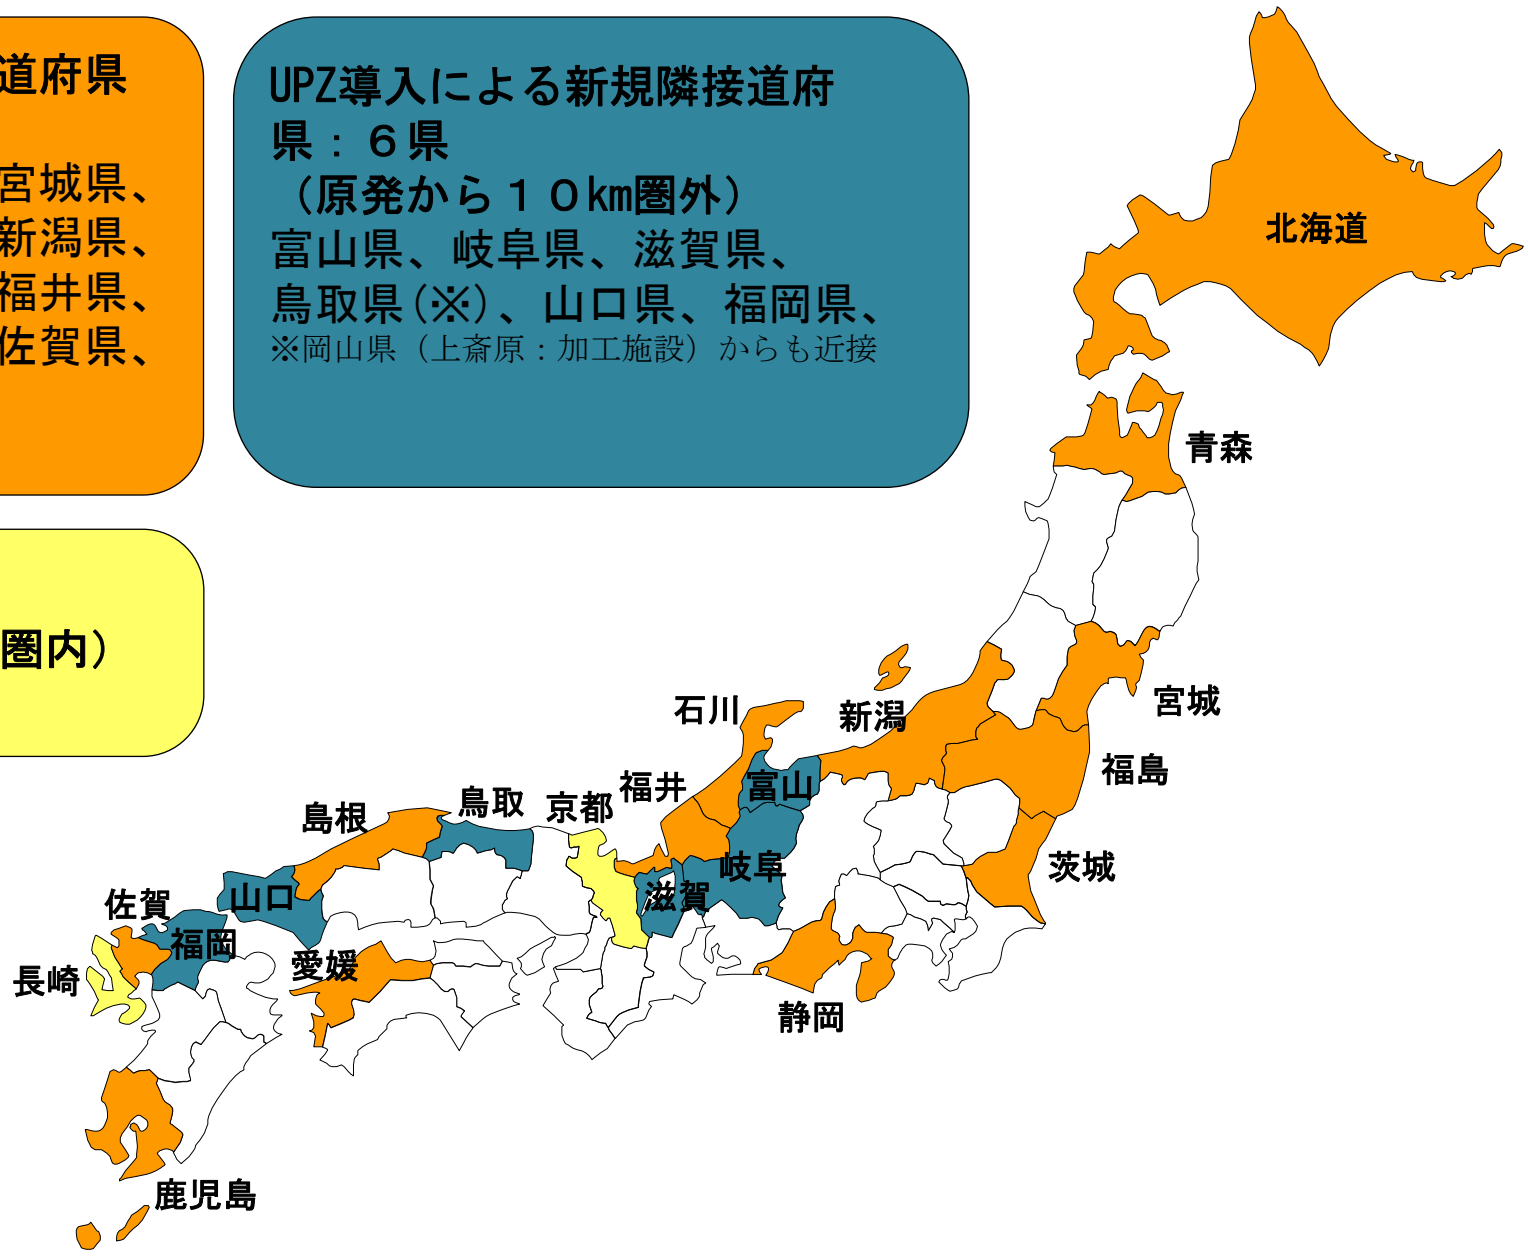 道府県
宮城県、
新潟県、
福井県、
佐賀県、
UPZ導入による新規隣接道府
県：６県
（原発から１０km圏外）
富山県、岐阜県、滋賀県、
鳥取県(※)、山口県、福岡県、
※岡山県（上斎原：加工施設）からも近接
圏内）
北海道
青森
宮城
石川
新潟
福島
福井
富山
鳥取
京都
島根
岐阜
茨城
滋賀
山口
佐賀
福岡
愛媛
長崎
静岡
鹿児島